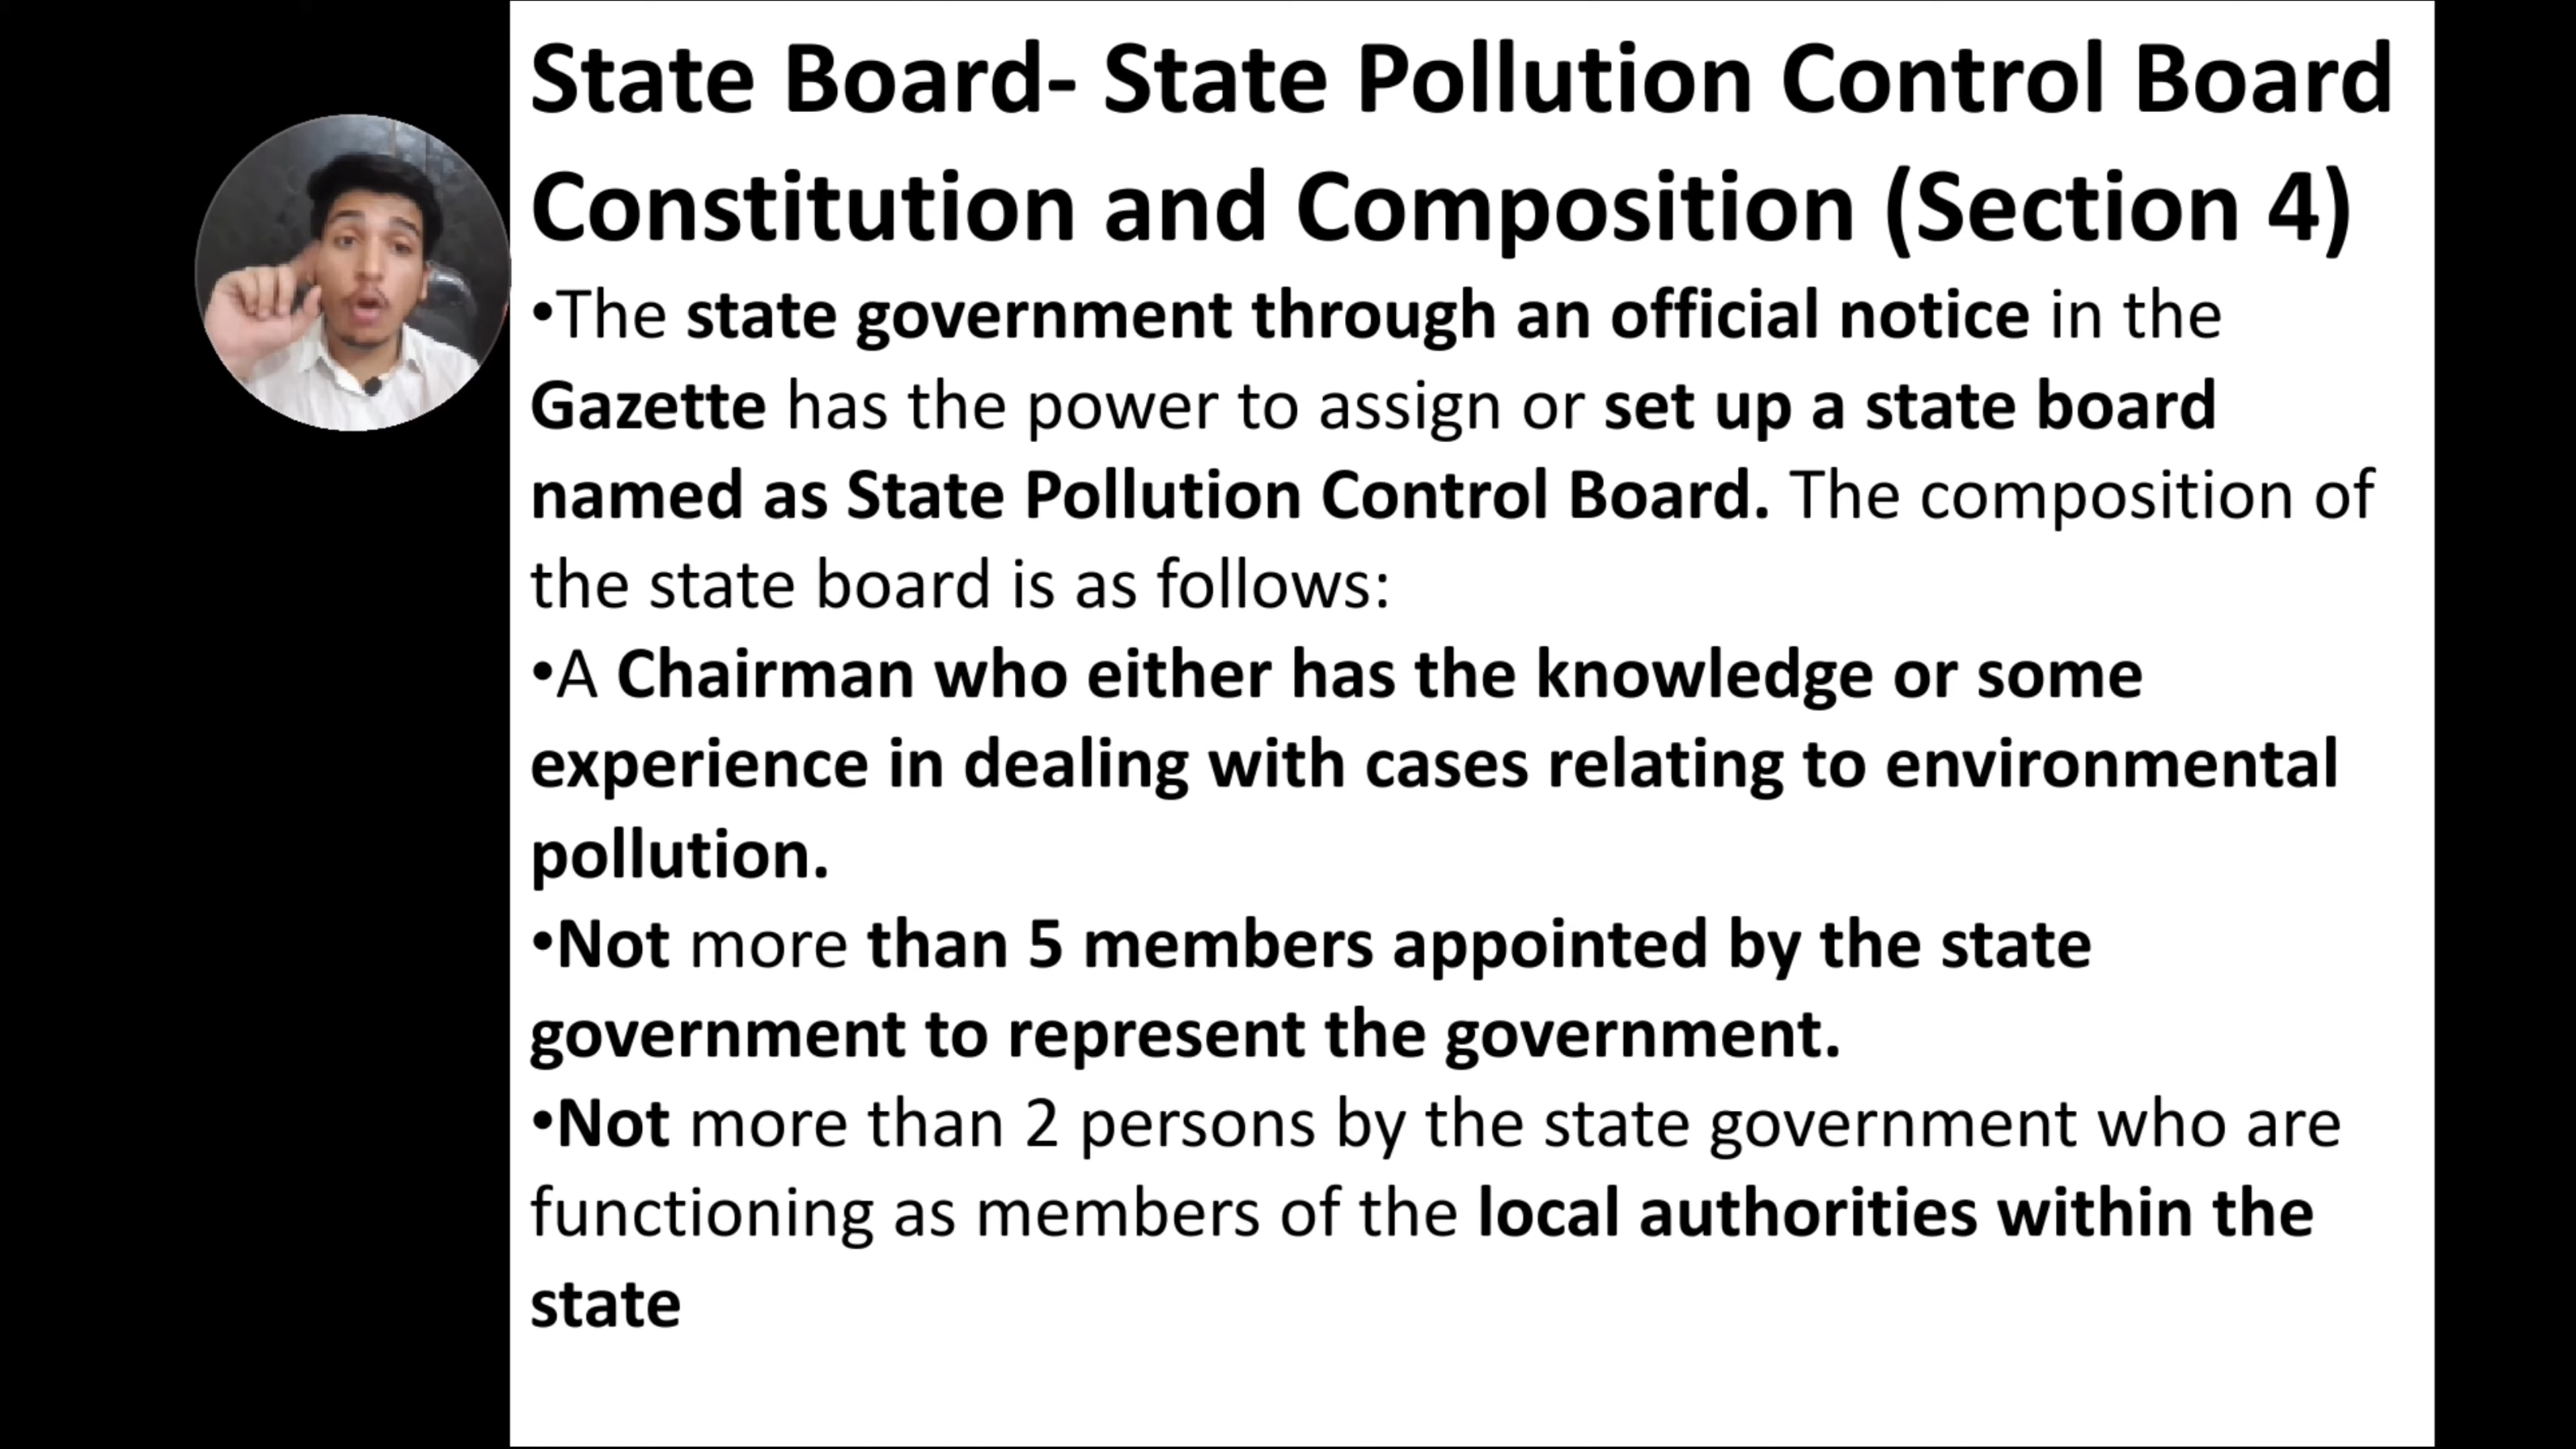 State Board- State Pollution Control Board
Constitution and Composition (Section 4)
•The state government through an official notice in the
Gazette has the power to assign or set up a state board
named as State Pollution Control Board. The composition of
the state board is as follows:
•A Chairman who either has the knowledge or some
experience in dealing with cases relating to environmental
pollution.
•Not more than 5 members appointed by the state
government to represent the government.
•Not more than 2 persons by the state government who are
functioning as members of the local authorities within the
state